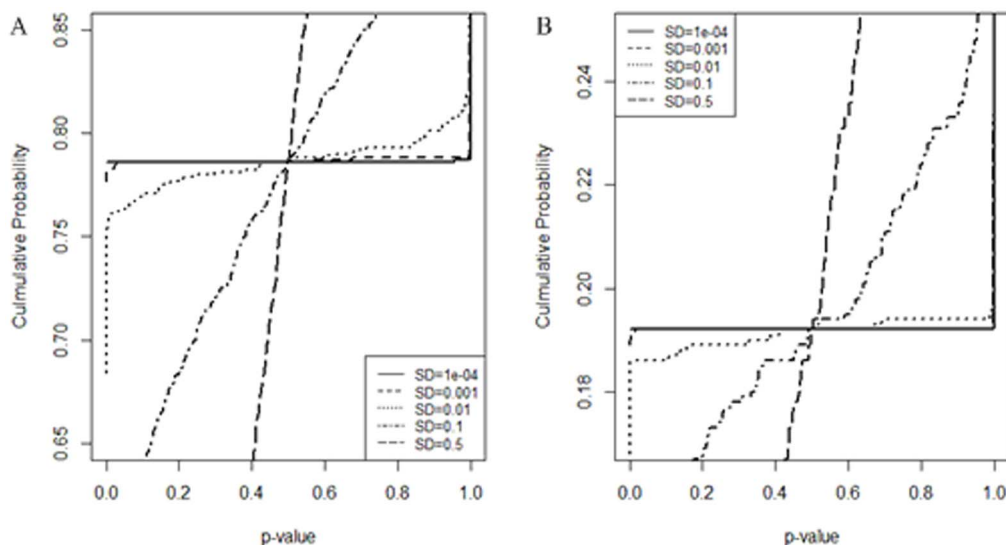 A
Culmulative Probability
0.85
0.80
0.75
0.70
0.65
SD=1e-04
SD=0.001
SD=0.01
SD=0.1
SD=0.5
0.0 0.2 0.4 0.6 0.8 1.0
p-value
B
Culmulative Probability
0.24
0.22
0.20
0.18
SD=1e-04
SD=0.001
SD=0.01
SD=0.1
SD=0.5
0.0 0.2 0.4 0.6 0.8 1.0
p-value